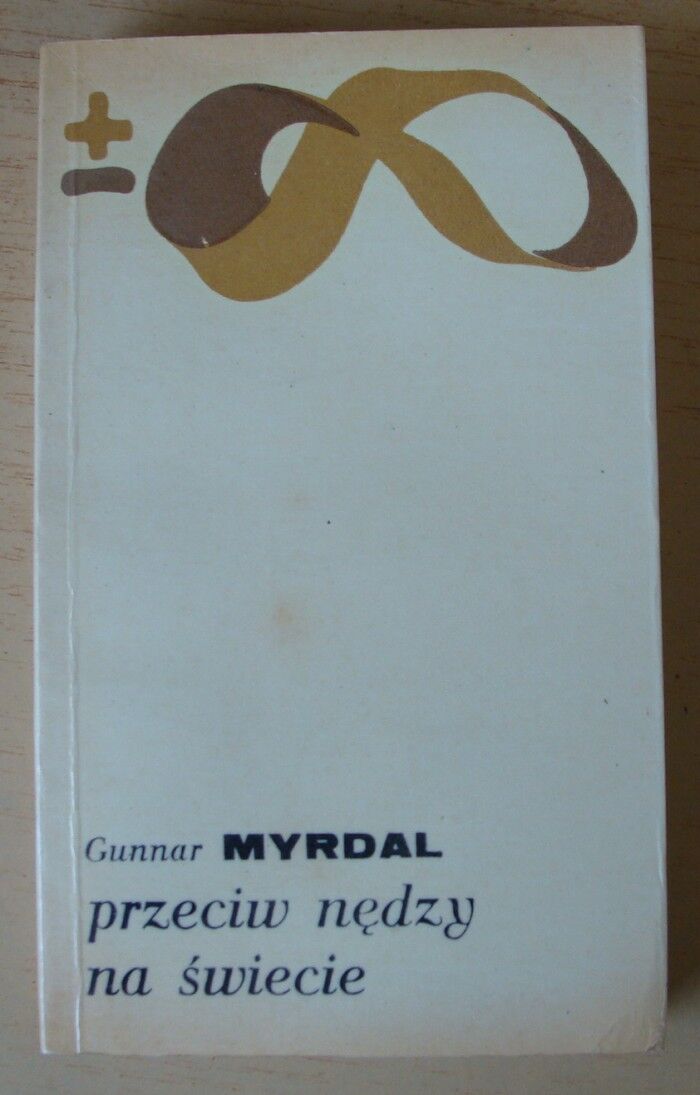 ±∞
Gunnar MYRDAL
przeciw nędzy
na świecie